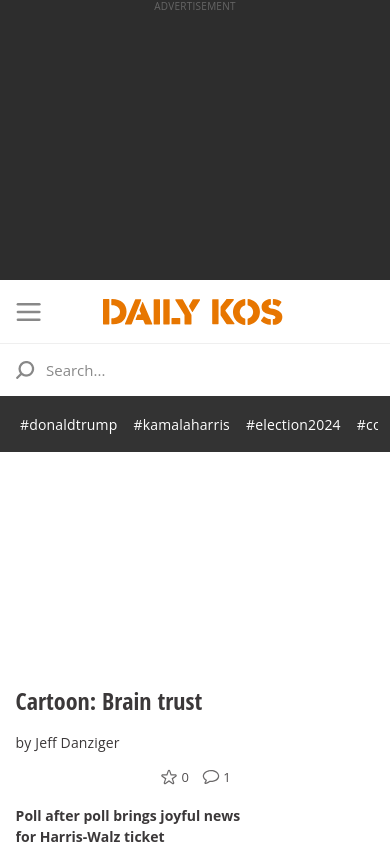 ADVERTISEMENT
DAILY KOS
Search...
#donaldtrump #kamalaharris #election2024
Cartoon: Brain trust
by Jeff Danziger
0 1
Poll after poll brings joyful news
for Harris-Walz ticket